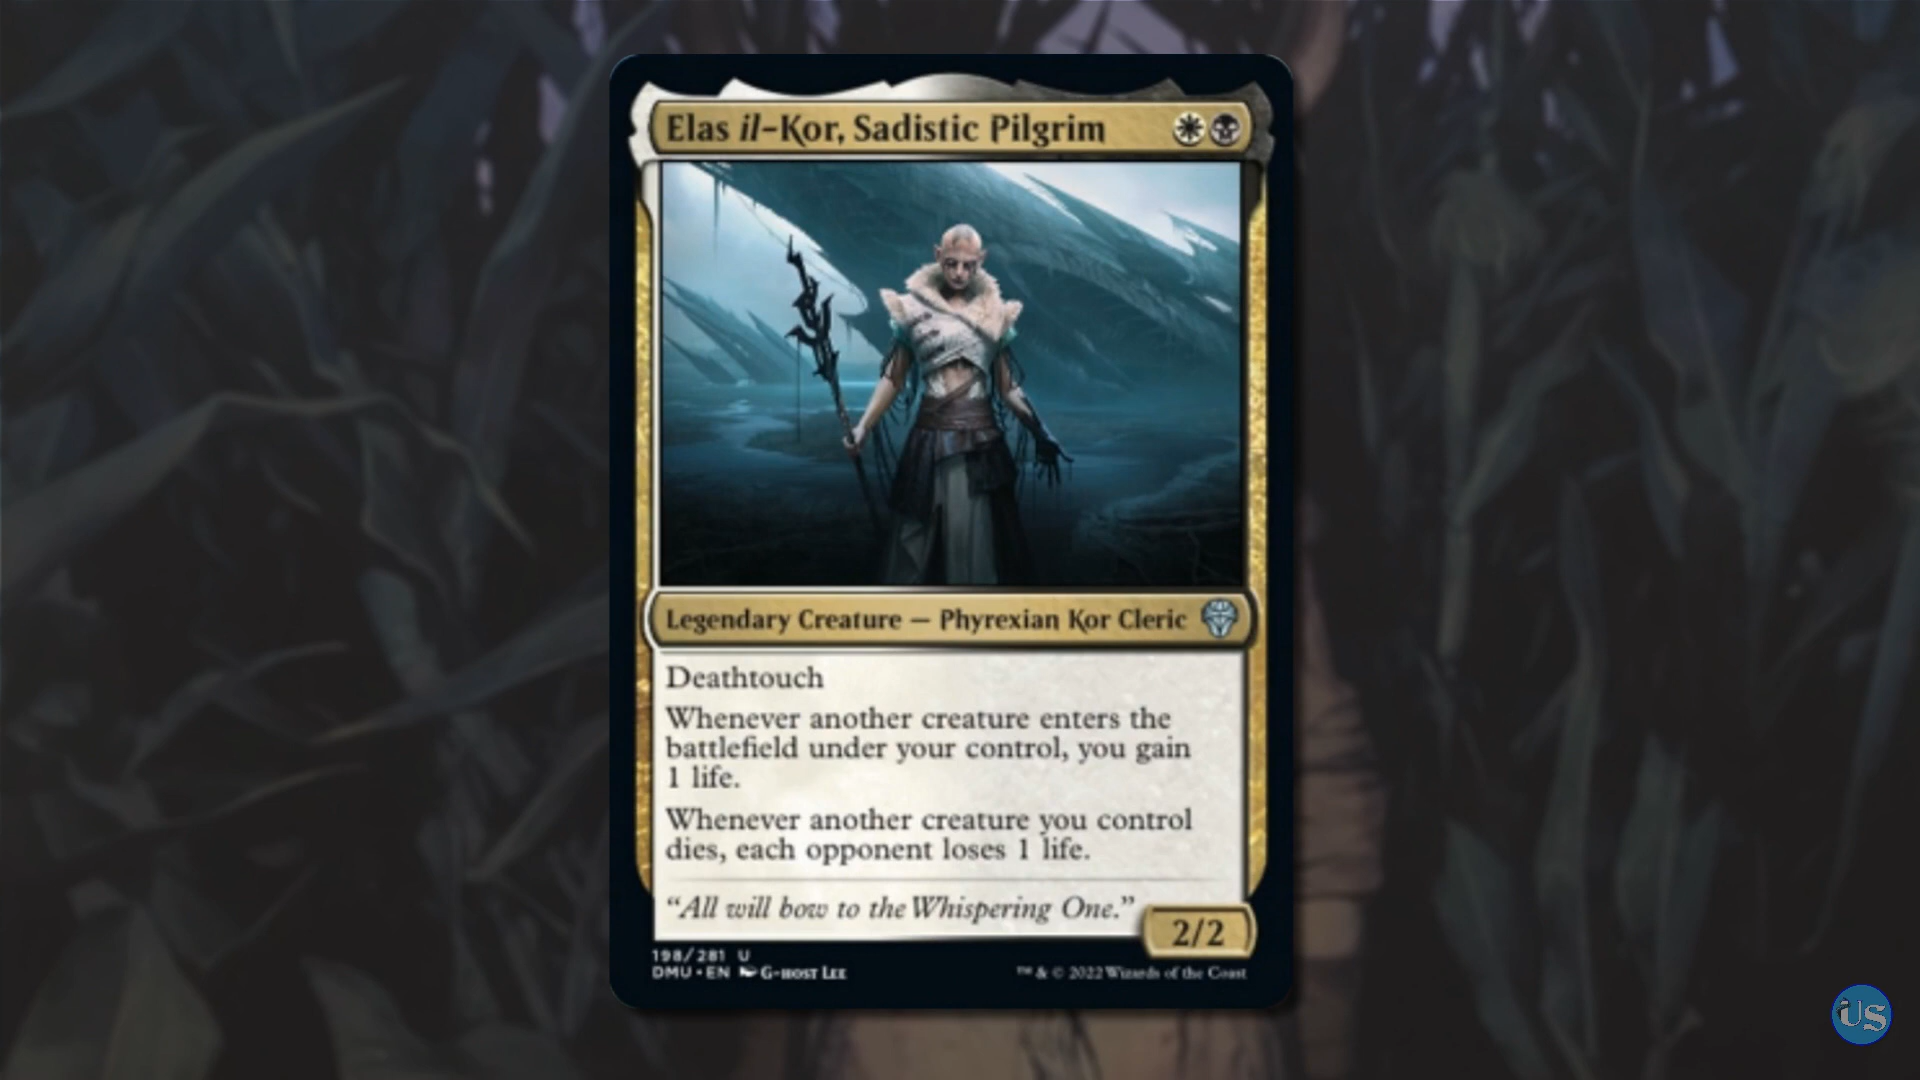 Elas il-Kor, Sadistic Pilgrim
Legendary Creature — Phyrexian Kor Cleric
Deathtouch
Whenever another creature enters the
battlefield under your control, you gain
1 life.
Whenever another creature you control
dies, each opponent loses 1 life.
“All will bow to the Whispering One.”
2/2
198/281 U
DMU • EN G-host Lee
™ & © 2022 Wizards of the Coast
US